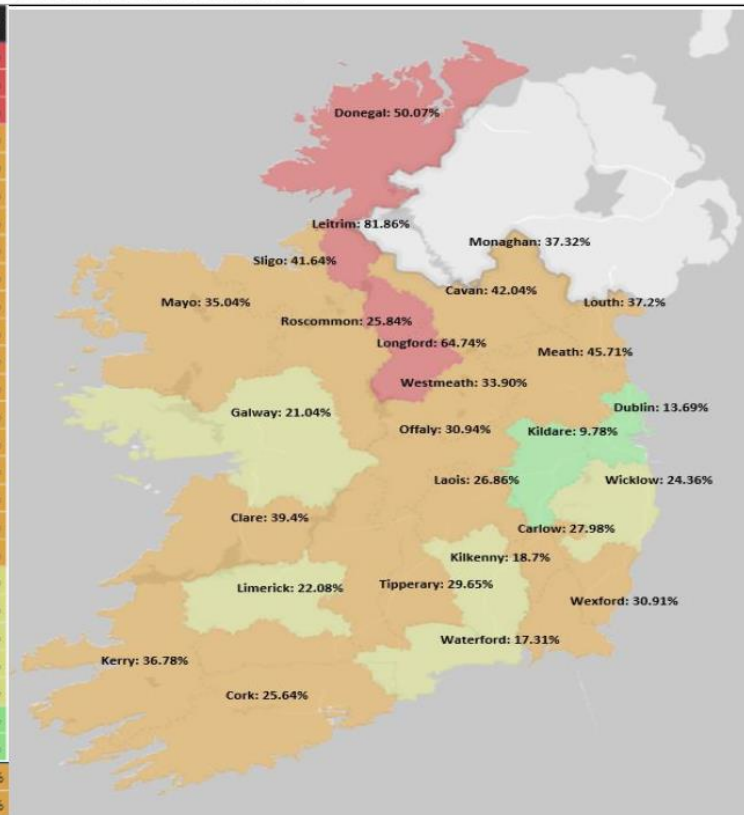 Donegal: 50.07%
Leitrim: 81.86%
Monaghan: 37.32%
Sligo: 41.64%
Cavan: 42.04%
Mayo: 35.04%
Louth: 37.2%
Roscommon: 25.84%
Longford: 64.74%
Meath: 45.71%
Westmeath: 33.90%
Dublin: 13.69%
Galway: 21.04%
Offaly: 30.94%
Kildare: 9.78%
Laois: 26.86%
Wicklow: 24.36%
Clare: 39.4%
Carlow: 27.98%
Kilkenny: 18.7%
Limerick: 22.08%
Tipperary: 29.65%
Wexford: 30.91%
Waterford: 17.31%
Kerry: 36.78%
Cork: 25.64%
%
%